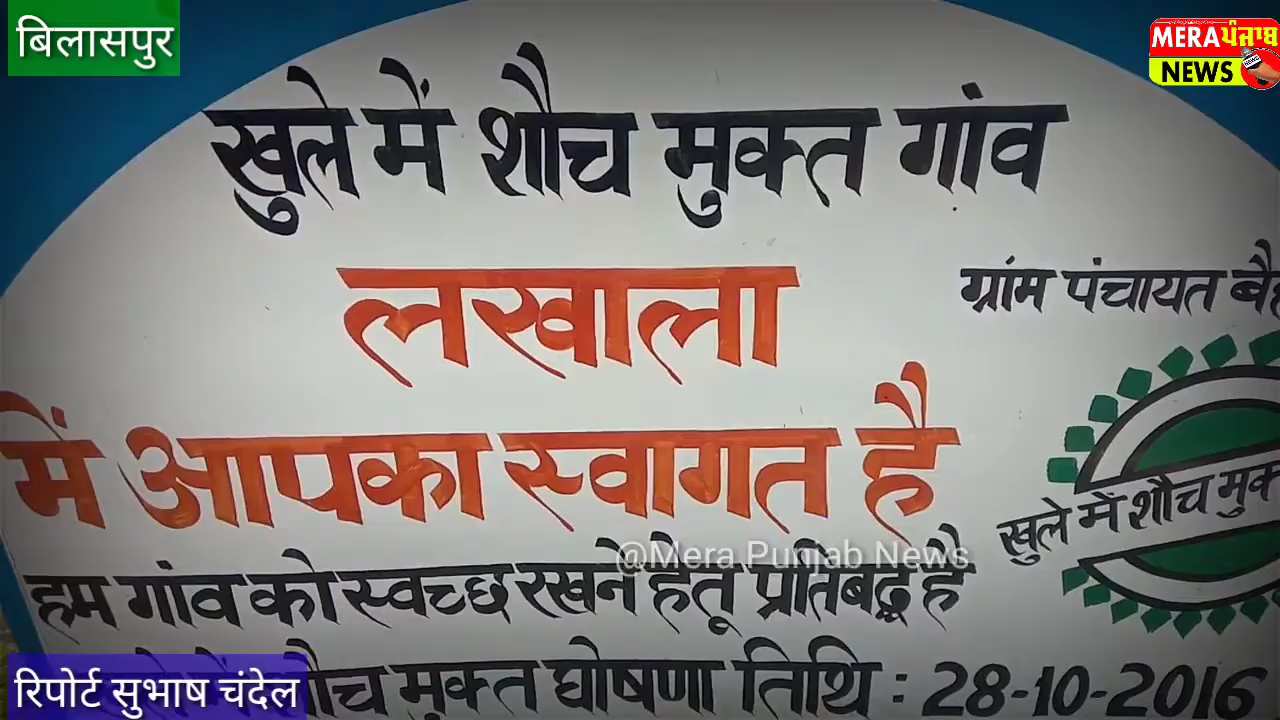 बिलासपुर
MERA ਪੰਜਾਬ
NEWS
NEWS
खुले में शौच मुक्त गांव
लखाला
ग्रांम पंचायत
में आपका स्वागत है
खुले में शौच
@Mera Punjab News
हम गांव को स्वच्छ रखने हेतू प्रतिबद्ध है
मुक्त घोषणा तिथि : 28-10-2016
रिपोर्ट सुभाष चंदेल